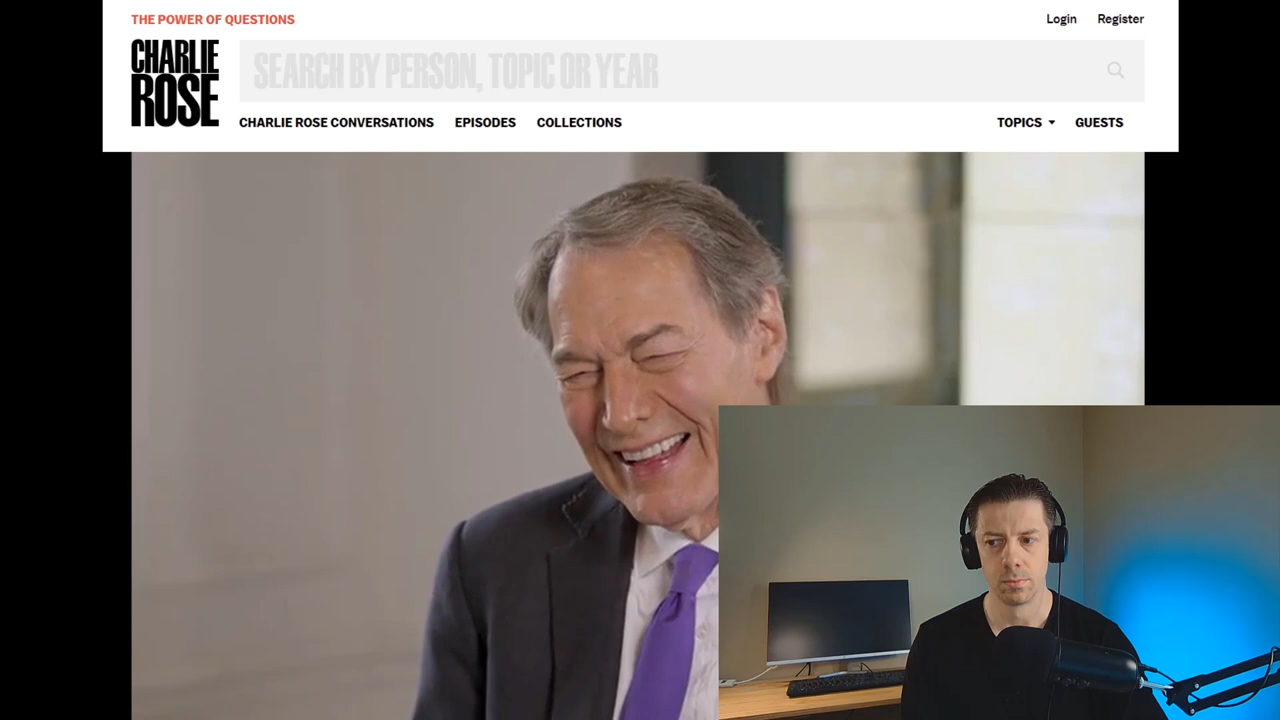 THE POWER OF QUESTIONS
Login Register
CHARLIE
ROSE
SEARCH BY PERSON, TOPIC OR YEAR
CHARLIE ROSE CONVERSATIONS EPISODES COLLECTIONS TOPICS GUESTS